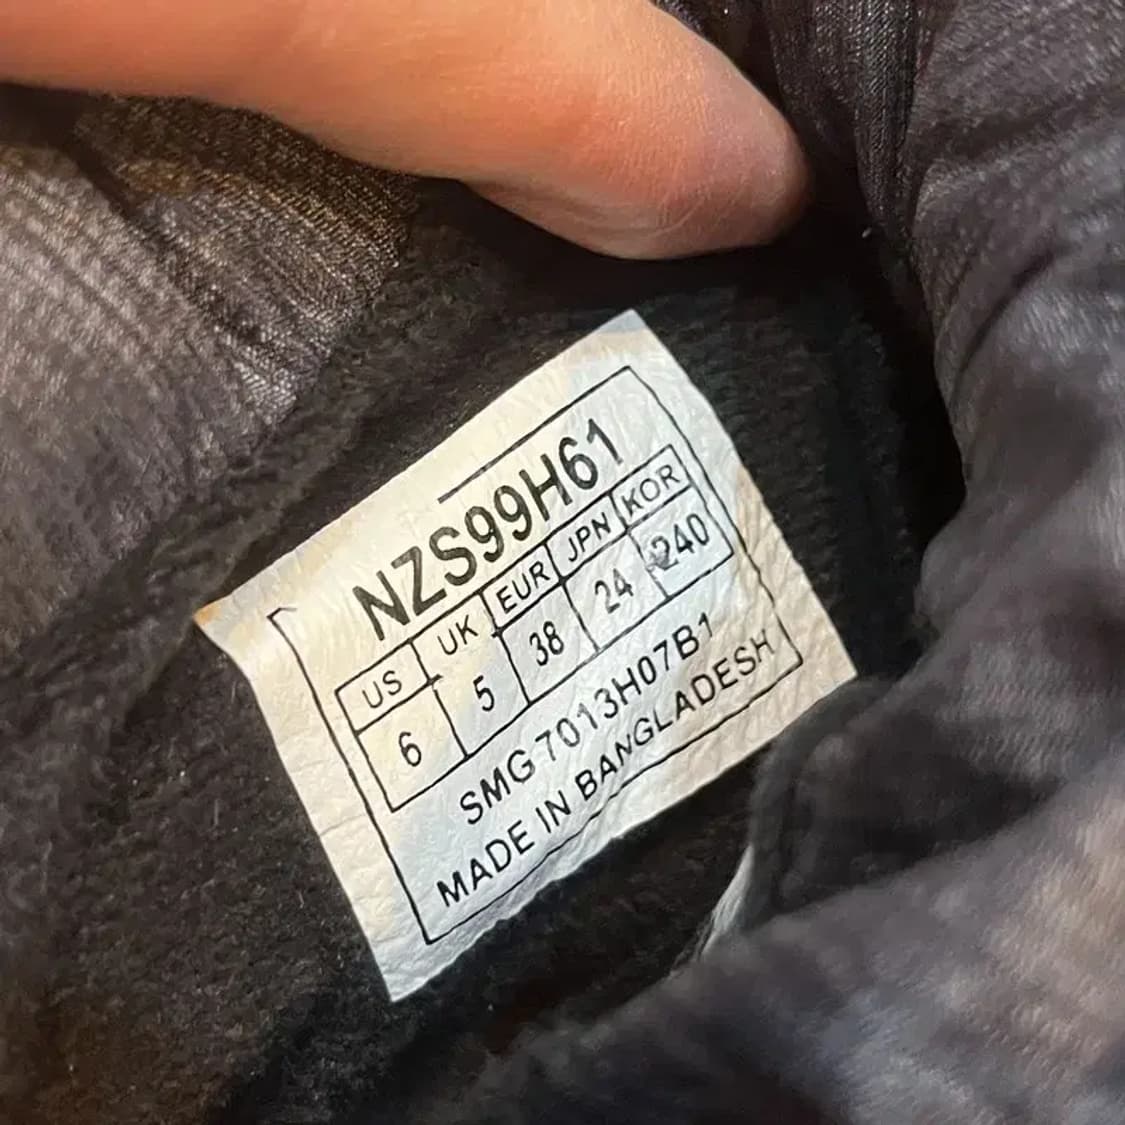 NZS99H61
US UK EUR JPN KOR
6 5 38 24 240
SMG7013H07B1
MADE IN BANGLADESH